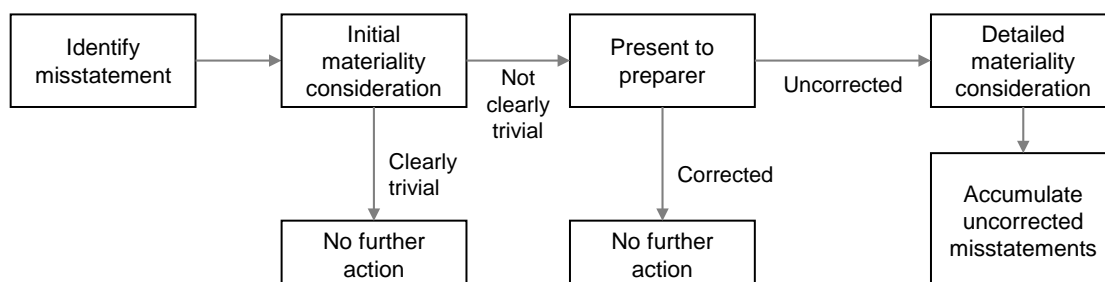 Identify
misstatement
Initial
materiality
consideration
Not
clearly
trivial
Present to
preparer
Uncorrected
Detailed
materiality
consideration
Clearly
trivial
Corrected
Accumulate
uncorrected
misstatements
No further
action
No further
action